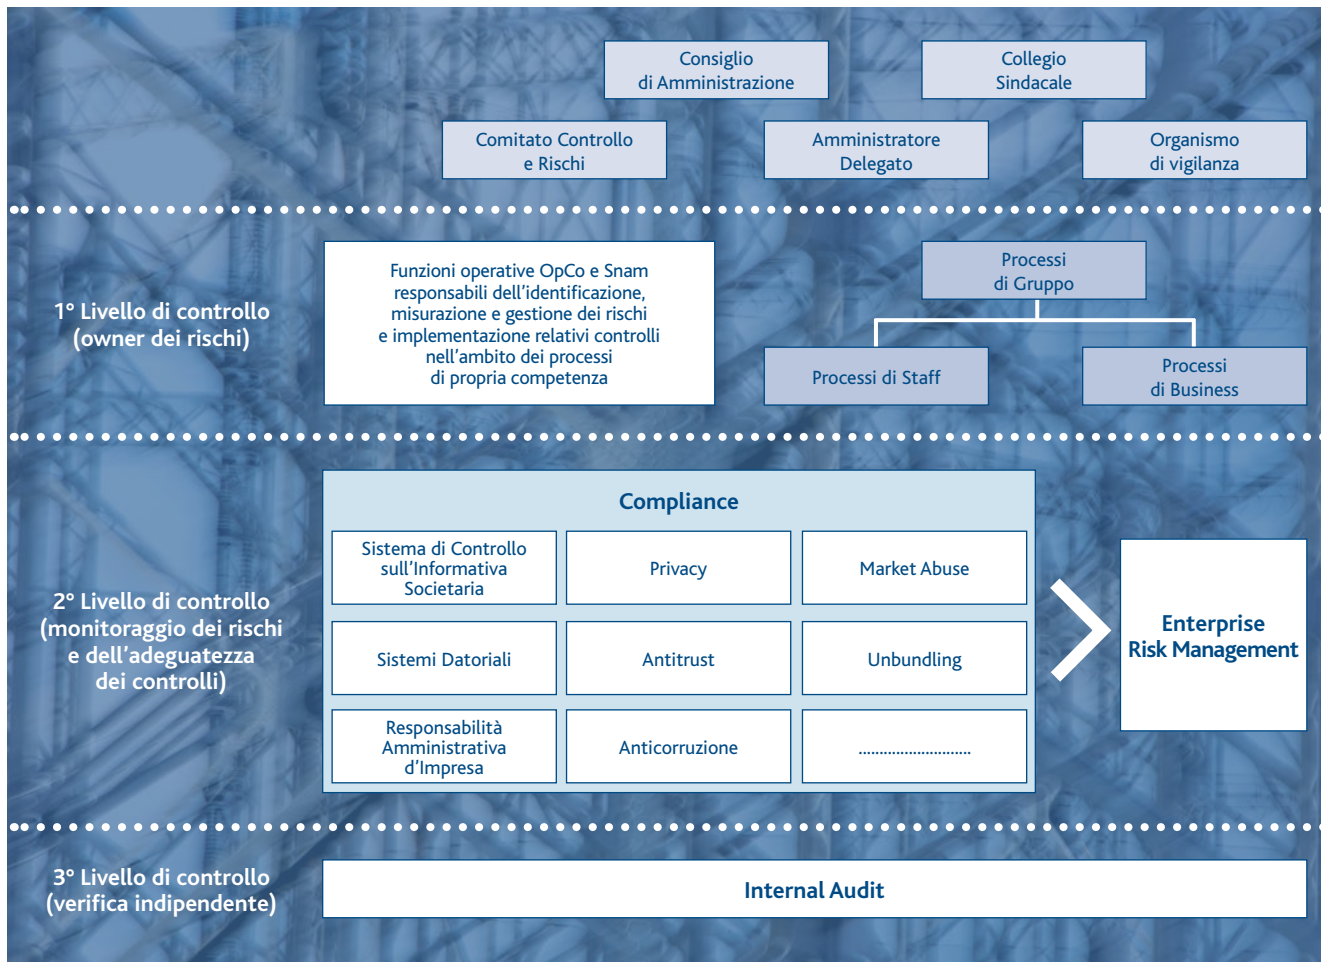 Consiglio
di Amministrazione
Collegio
Sindacale
Comitato Controllo
e Rischi
Amministratore
Delegato
Organismo
di vigilanza
1° Livello di controllo
(owner dei rischi)
Funzioni operative OpCo e Snam
responsabili dell'identificazione,
misurazione e gestione dei rischi
e implementazione relativi controlli
nell'ambito dei processi
di propria competenza
Processi
di Gruppo
Processi di Staff
Processi
di Business
2° Livello di controllo
(monitoraggio dei rischi
e dell'adeguatezza
dei controlli)
Compliance
Sistema di Controllo
sull'Informativa
Societaria
Privacy
Market Abuse
Sistemi Datoriali
Antitrust
Unbundling
Responsabilità
Amministrativa
d'Impresa
Anticorruzione
...........................
Enterprise
Risk Management
3° Livello di controllo
(verifica indipendente)
Internal Audit